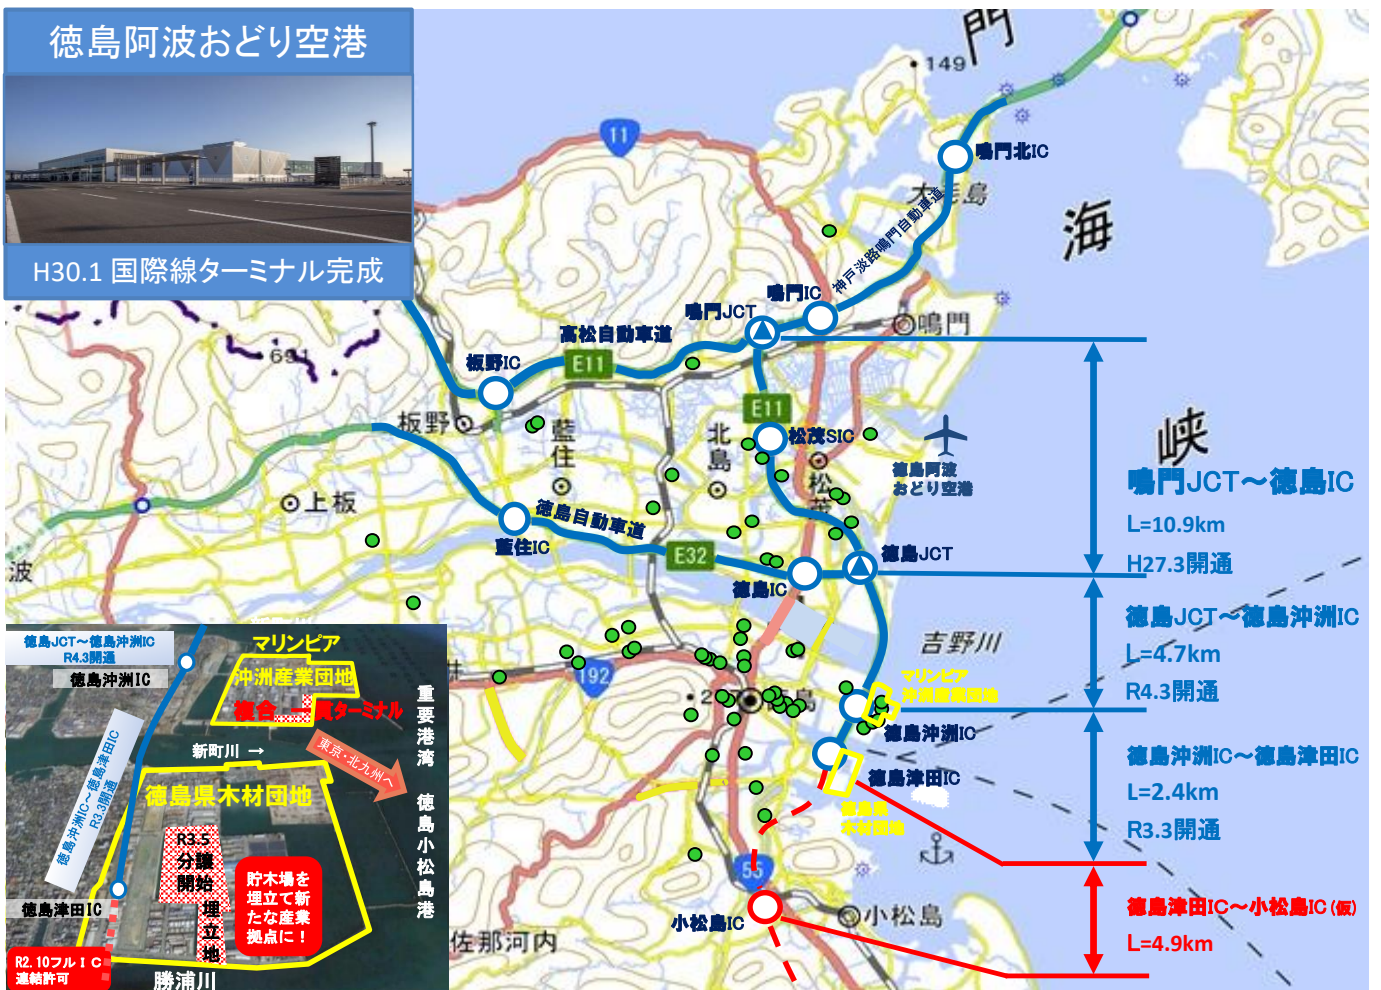 徳島阿波おどり空港
H30.1 国際線ターミナル完成
門
149
11
鳴門北IC
大毛島
海
神戸淡路鳴門自動車道
鳴門IC
鳴門JCT
鳴門
高松自動車道
E11
板野IC
691
板野
藍住
北島
E11
松茂SIC
松茂
徳島阿波
おどり空港
峡
上板
徳島自動車道
藍住IC
E32
徳島IC
徳島JCT
波
吉野川
192
マリンピア
沖洲産業団地
徳島沖洲IC
徳島津田IC
徳島県
木材団地
55
小松島IC
小松島
佐那河内
鳴門JCT～徳島IC
L=10.9km
H27.3開通
徳島JCT～徳島沖洲IC
L=4.7km
R4.3開通
徳島沖洲IC～徳島津田IC
L=2.4km
R3.3開通
徳島津田IC～小松島IC(仮)
L=4.9km
徳島JCT～徳島沖洲IC
R4.3開通
徳島沖洲IC
マリンピア
沖洲産業団地
複合一貫ターミナル
新町川 →
東京・北九州へ
重要港湾 徳島小松島港
徳島沖洲IC～徳島津田IC
R3.3開通
徳島県木材団地
R3.5
分譲
開始
埋立地
貯木場を
埋立て新
たな産業
拠点に！
徳島津田IC
R2.10フルＩＣ
連結許可
勝浦川